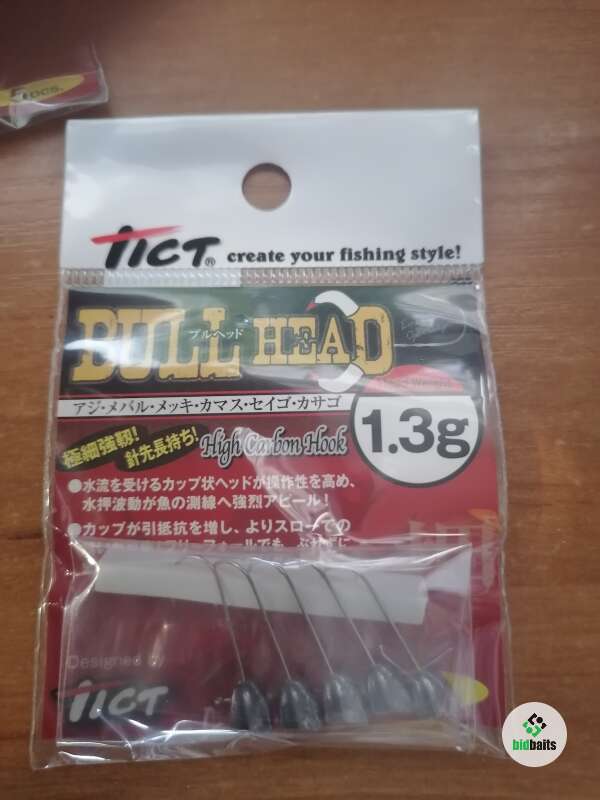 5 PCS.
TICT® create your fishing style!
BULL HEAD
ブルヘッド
アジ・メバル・メッキ・カマス・セイゴ・カサゴ
1.3g
極細強靭!
針先長持ち!
High Carbon Hook
●水流を受けるカップ状ヘッドが操作性を高め、
水押波動が魚の測線へ強烈アピール!
●カップが引抵抗を増し、よりスローでの
Designed by
TICT
bidbaits